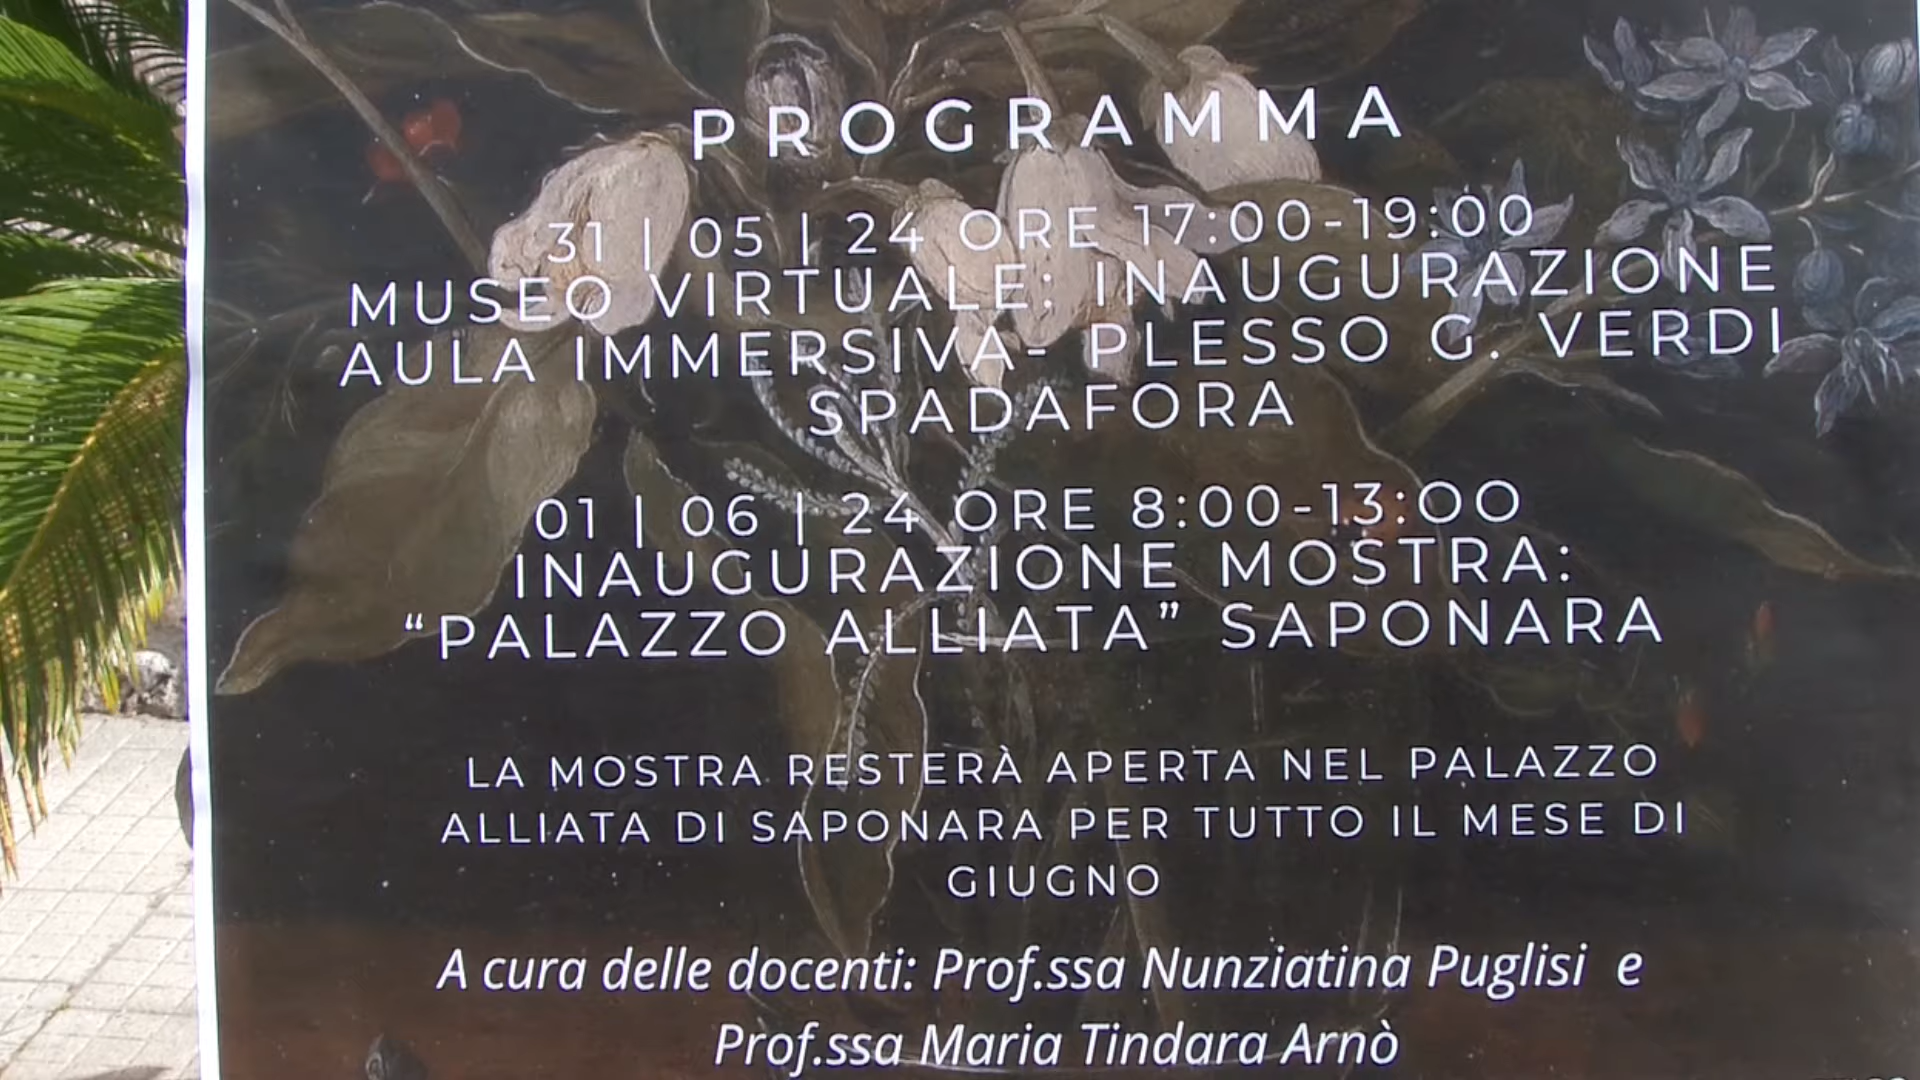 PROGRAMMA
31 | 05 | 24 ORE 17:00-19:00
MUSEO VIRTUALE: INAUGURAZIONE
AULA IMMERSIVA- PLESSO G. VERDI
SPADAFORA
01 | 06 | 24 ORE 8:00-13:OO
INAUGURAZIONE MOSTRA:
“PALAZZO ALLIATA” SAPONARA
LA MOSTRA RESTERÀ APERTA NEL PALAZZO
ALLIATA DI SAPONARA PER TUTTO IL MESE DI
GIUGNO
A cura delle docenti: Prof.ssa Nunziatina Puglisi e
Prof.ssa Maria Tindara Arnò